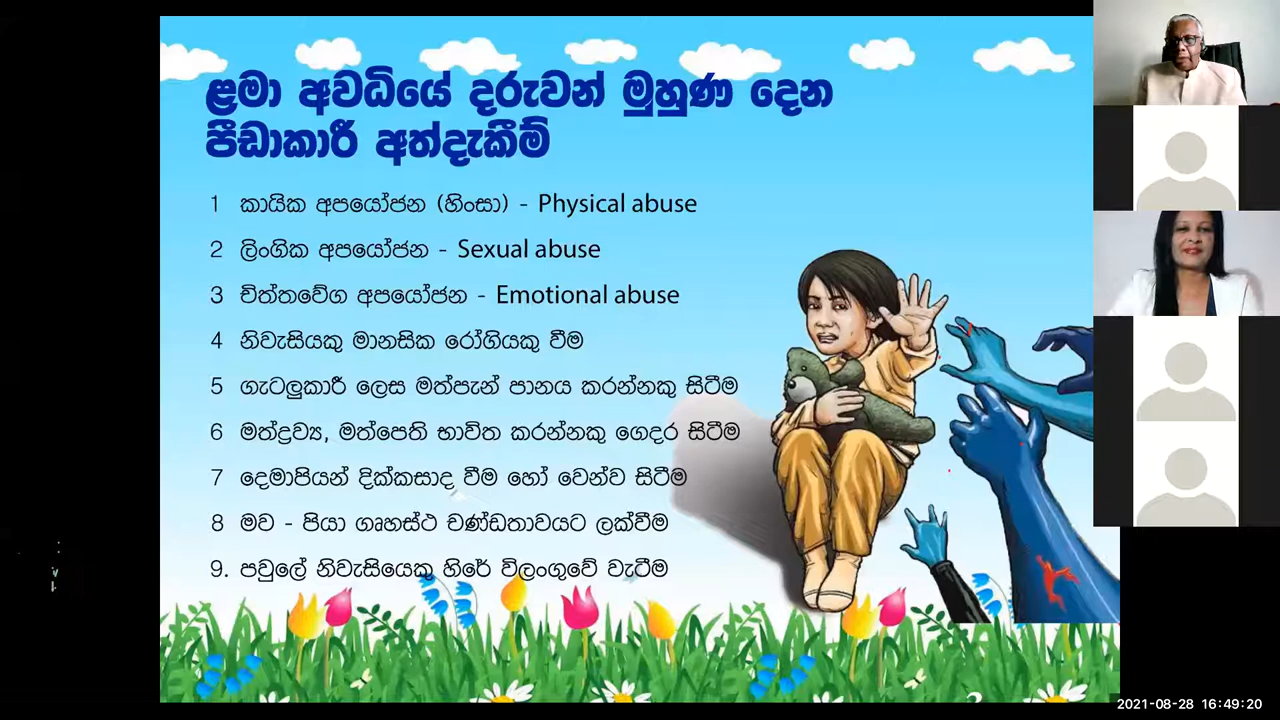 ළමා අවධියේ දරුවන් මුහුණ දෙන
පීඩාකාරී අත්දැකීම්
1 කායික අපයෝජන (හිංසා) - Physical abuse
2 ලිංගික අපයෝජන - Sexual abuse
3 චිත්තවේග අපයෝජන - Emotional abuse
4 නිවැසියකු මානසික රෝගියකු වීම
5 ගැටලුකාරී ලෙස මත්පැන් පානය කරන්නකු සිටීම
6 මත්ද්‍රව්‍ය, මත්පෙති භාවිත කරන්නකු ගෙදර සිටීම
7 දෙමාපියන් දික්කසාද වීම හෝ වෙන්ව සිටීම
8 මව - පියා ගෘහස්ථ චණ්ඩතාවයට ලක්වීම
9. පවුලේ නිවැසියෙකු හිරේ විලංගුවේ වැටීම
2021-08-28 16:49:20